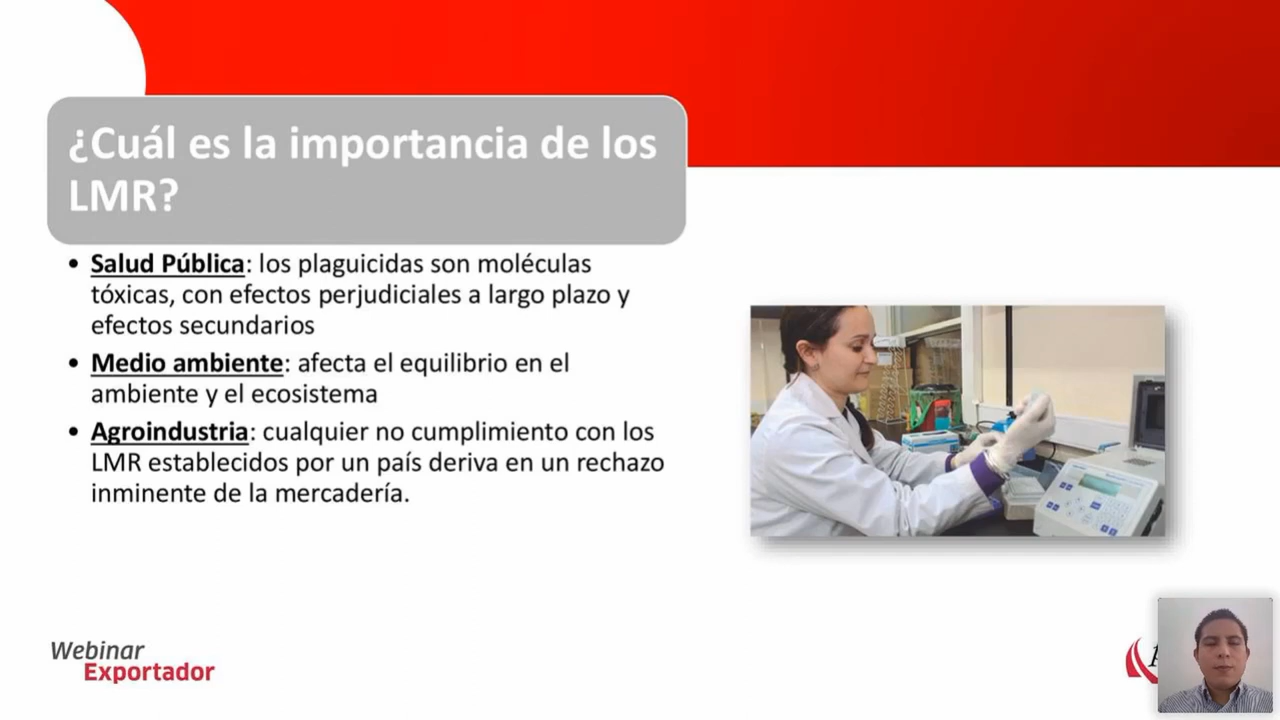 ¿Cuál es la importancia de los
LMR?
• Salud Pública: los plaguicidas son moléculas
tóxicas, con efectos perjudiciales a largo plazo y
efectos secundarios
• Medio ambiente: afecta el equilibrio en el
ambiente y el ecosistema
• Agroindustria: cualquier no cumplimiento con los
LMR establecidos por un país deriva en un rechazo
inminente de la mercadería.
Webinar
Exportador